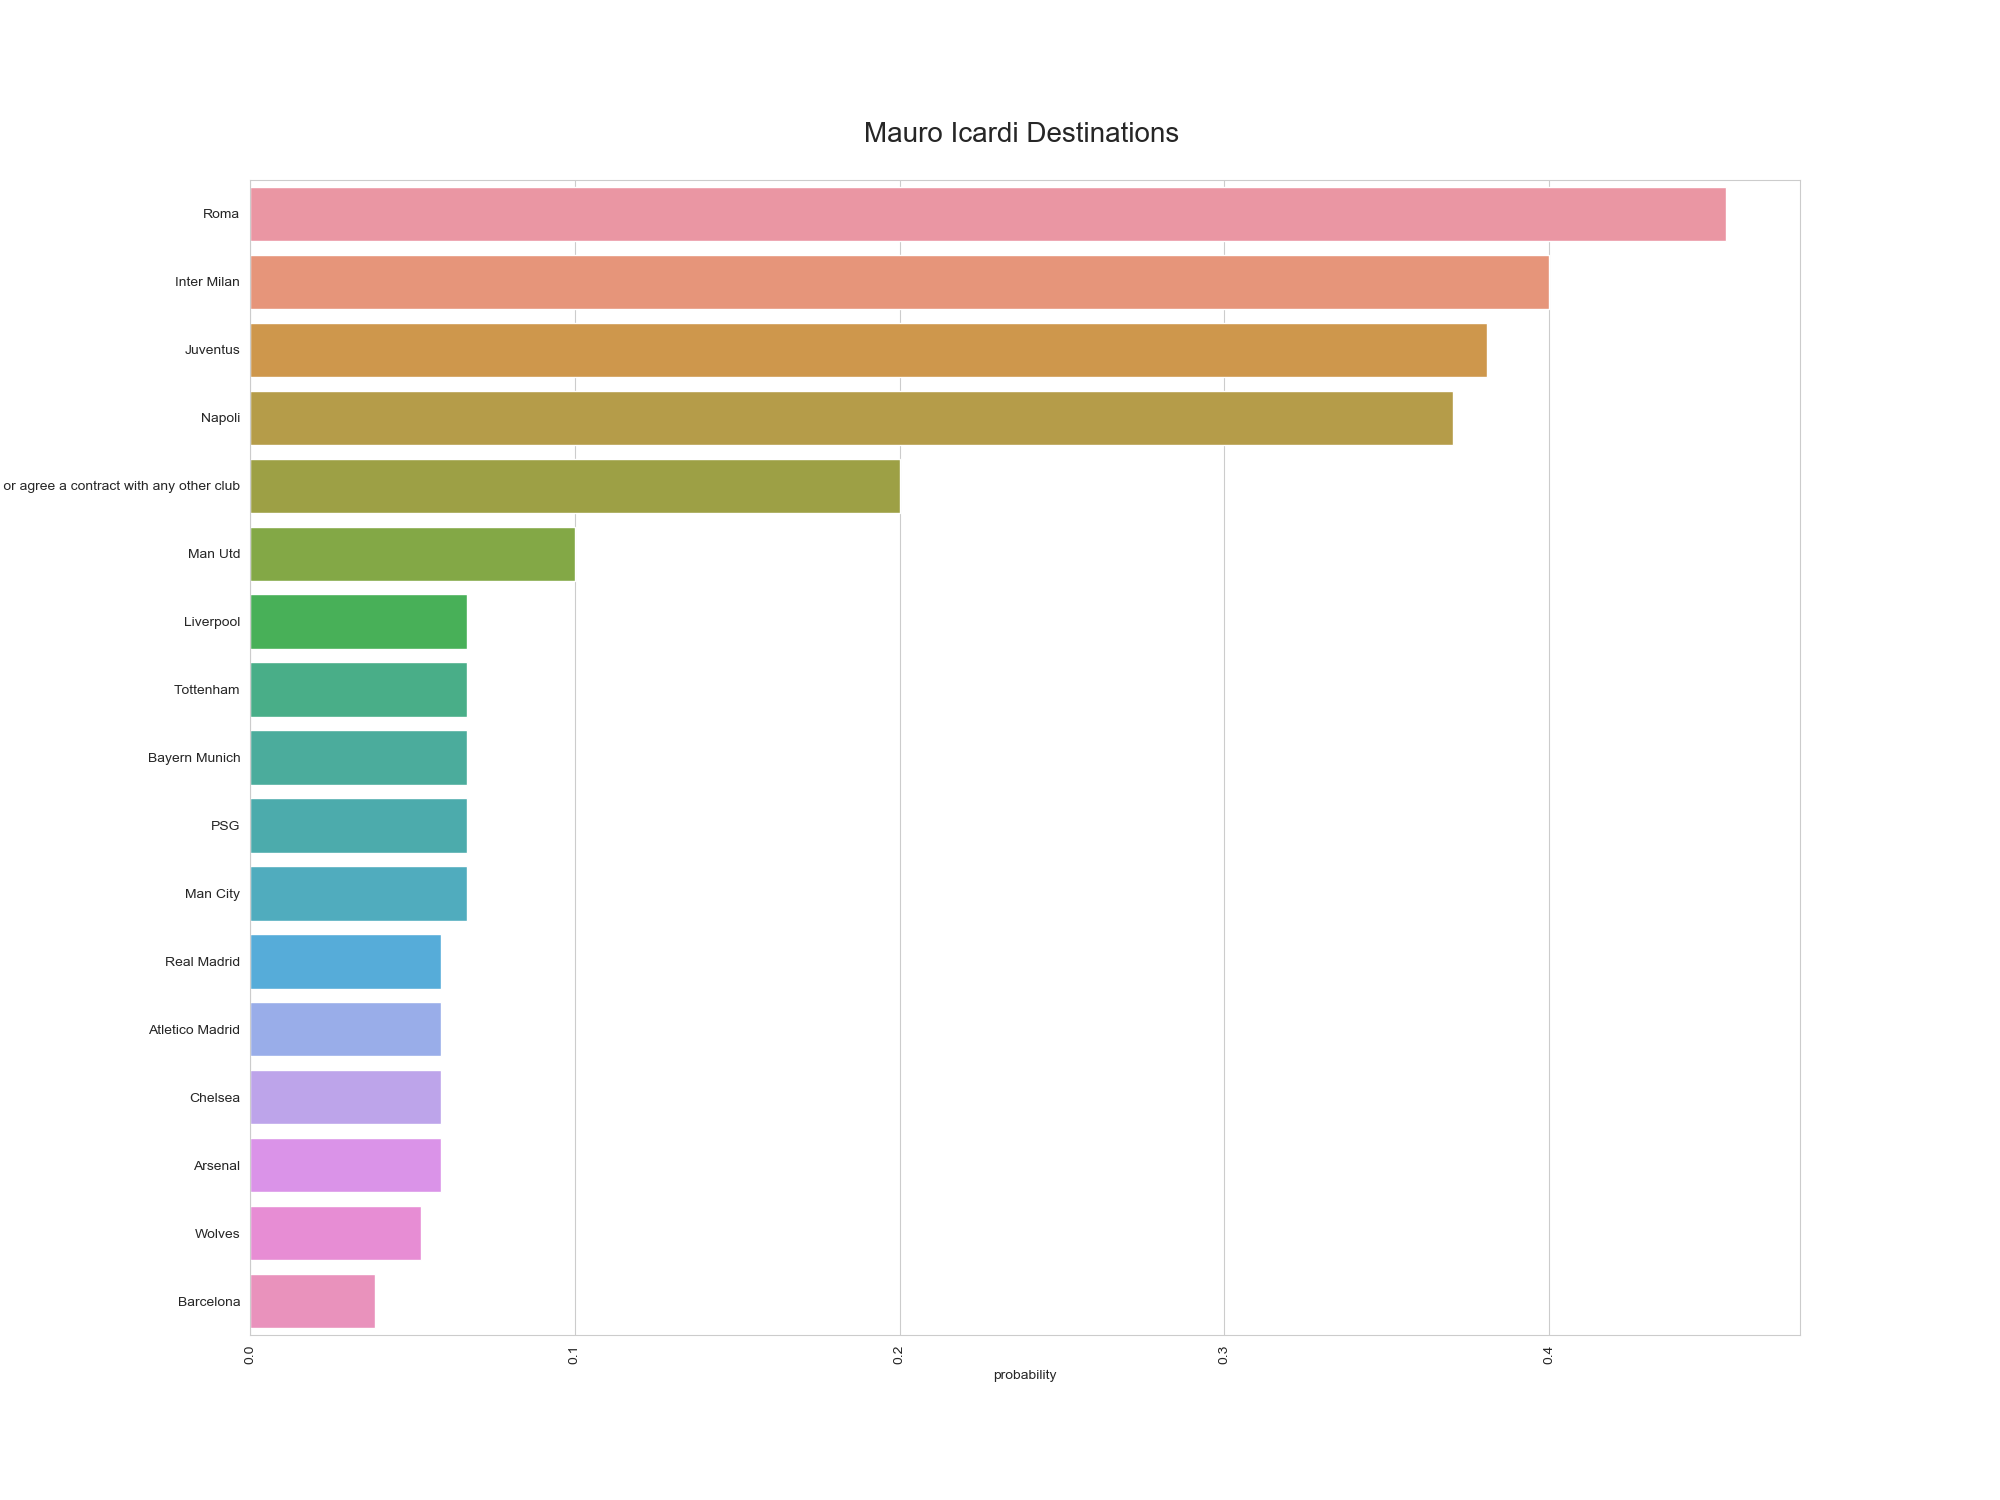 Mauro Icardi Destinations
Roma
Inter Milan
Juventus
Napoli
or agree a contract with any other club
Man Utd
Liverpool
Tottenham
Bayern Munich
PSG
Man City
Real Madrid
Atletico Madrid
Chelsea
Arsenal
Wolves
Barcelona
0.0
0.1
0.2
0.3
0.4
probability